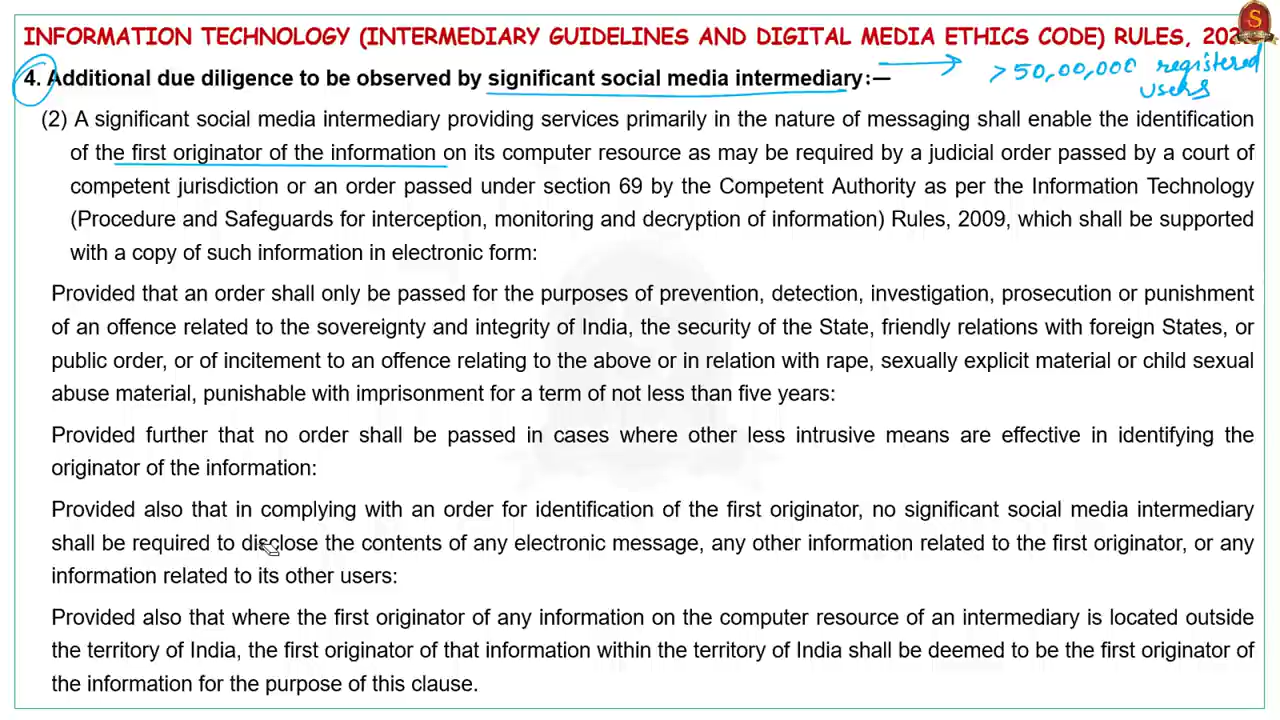 INFORMATION TECHNOLOGY (INTERMEDIARY GUIDELINES AND DIGITAL MEDIA ETHICS CODE) RULES,
S
4. Additional due diligence to be observed by significant social media intermediary:—
> 50,00,000 registered
users
(2) A significant social media intermediary providing services primarily in the nature of messaging shall enable the identification
of the first originator of the information on its computer resource as may be required by a judicial order passed by a court of
competent jurisdiction or an order passed under section 69 by the Competent Authority as per the Information Technology
(Procedure and Safeguards for interception, monitoring and decryption of information) Rules, 2009, which shall be supported
with a copy of such information in electronic form:
Provided that an order shall only be passed for the purposes of prevention, detection, investigation, prosecution or punishment
of an offence related to the sovereignty and integrity of India, the security of the State, friendly relations with foreign States, or
public order, or of incitement to an offence relating to the above or in relation with rape, sexually explicit material or child sexual
abuse material, punishable with imprisonment for a term of not less than five years:
Provided further that no order shall be passed in cases where other less intrusive means are effective in identifying the
originator of the information:
Provided also that in complying with an order for identification of the first originator, no significant social media intermediary
shall be required to disclose the contents of any electronic message, any other information related to the first originator, or any
information related to its other users:
Provided also that where the first originator of any information on the computer resource of an intermediary is located outside
the territory of India, the first originator of that information within the territory of India shall be deemed to be the first originator of
the information for the purpose of this clause.